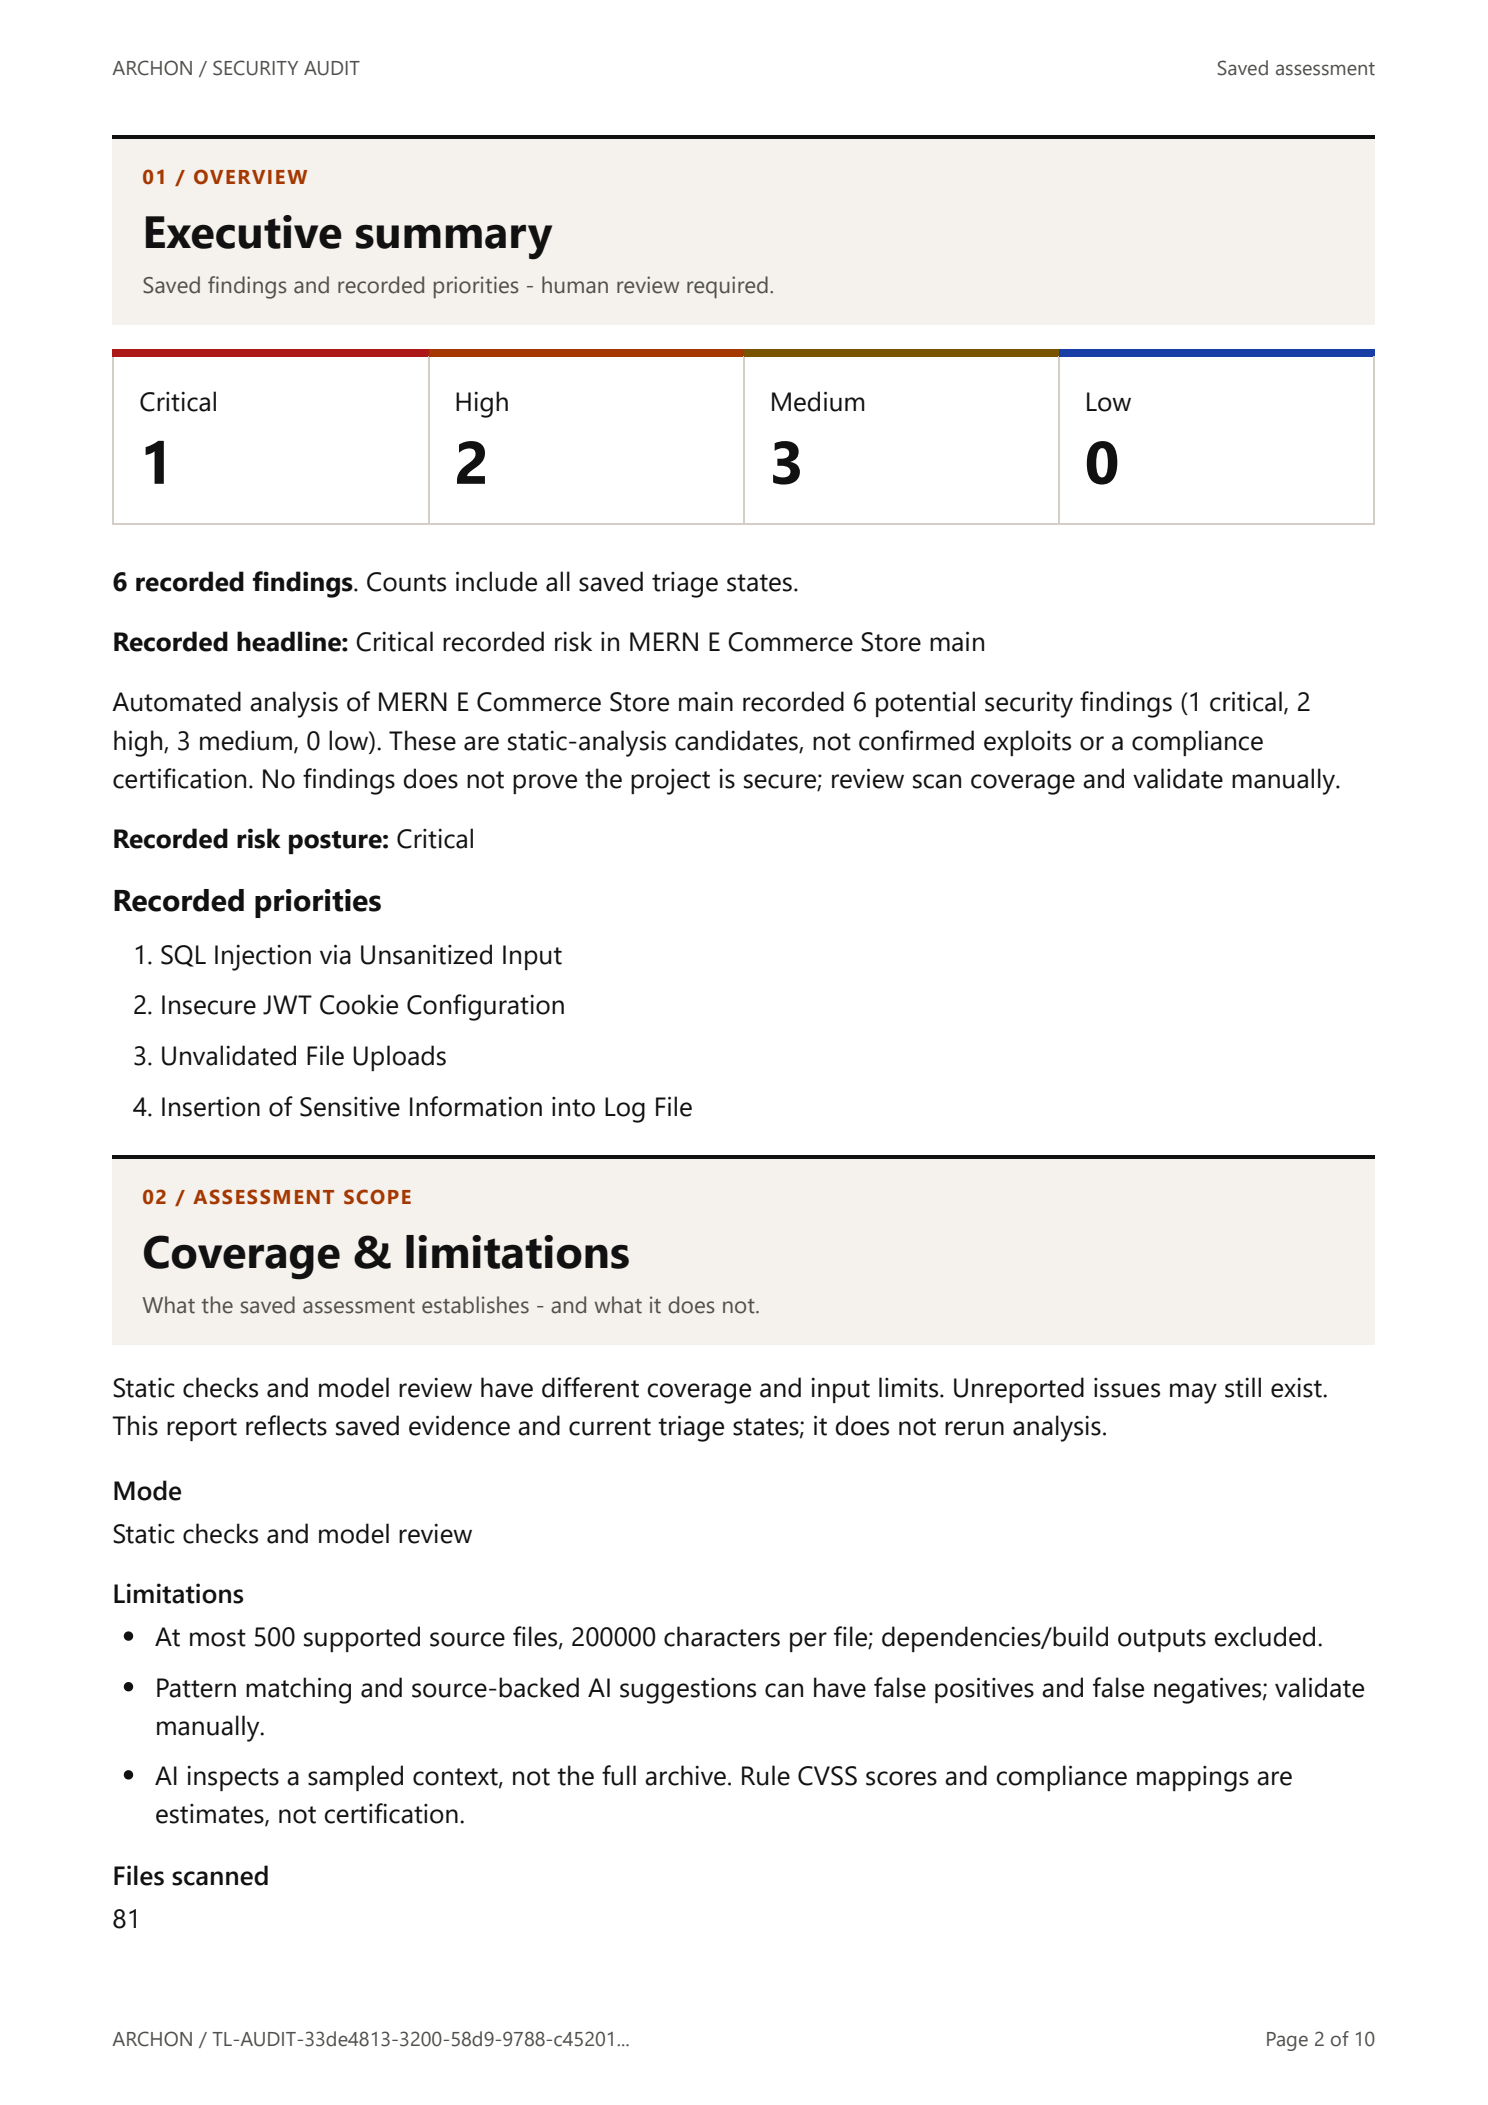 ARCHON / SECURITY AUDIT
Saved assessment
01 / OVERVIEW
Executive summary
Saved findings and recorded priorities - human review required.
Critical
1
High
2
Medium
3
Low
0
6 recorded findings. Counts include all saved triage states.
Recorded headline: Critical recorded risk in MERN E Commerce Store main
Automated analysis of MERN E Commerce Store main recorded 6 potential security findings (1 critical, 2
high, 3 medium, 0 low). These are static-analysis candidates, not confirmed exploits or a compliance
certification. No findings does not prove the project is secure; review scan coverage and validate manually.
Recorded risk posture: Critical
Recorded priorities
1. SQL Injection via Unsanitized Input
2. Insecure JWT Cookie Configuration
3. Unvalidated File Uploads
4. Insertion of Sensitive Information into Log File
02 / ASSESSMENT SCOPE
Coverage & limitations
What the saved assessment establishes - and what it does not.
Static checks and model review have different coverage and input limits. Unreported issues may still exist.
This report reflects saved evidence and current triage states; it does not rerun analysis.
Mode
Static checks and model review
Limitations
• At most 500 supported source files, 200000 characters per file; dependencies/build outputs excluded.
• Pattern matching and source-backed AI suggestions can have false positives and false negatives; validate
manually.
• AI inspects a sampled context, not the full archive. Rule CVSS scores and compliance mappings are
estimates, not certification.
Files scanned
81
ARCHON / TL-AUDIT-33de4813-3200-58d9-9788-c45201...
Page 2 of 10